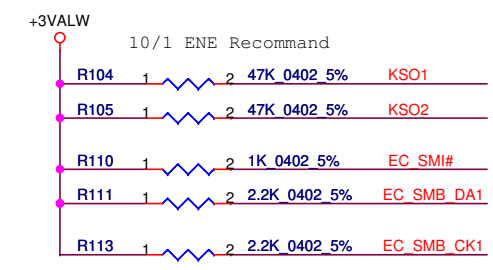 +3VALW
10/1 ENE Recommand
R104 1 2 47K_0402_5% KSO1
R105 1 2 47K_0402_5% KSO2
R110 1 2 1K_0402_5% EC_SMI#
R111 1 2 2.2K_0402_5% EC_SMB_DA1
R113 1 2 2.2K_0402_5% EC_SMB_CK1